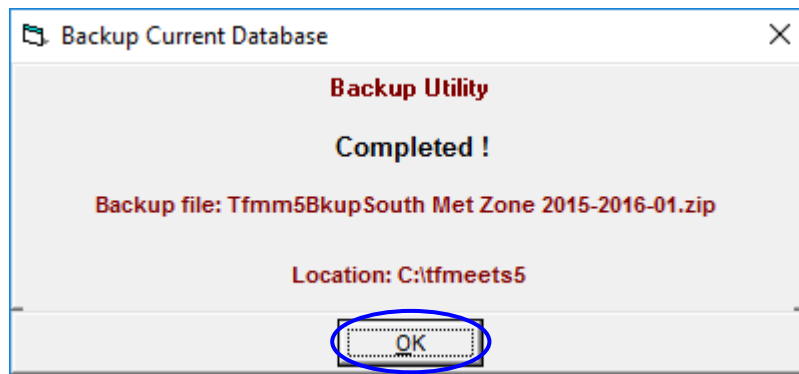 Backup Current Database
Backup Utility
Completed !
Backup file: Tfmm5BkupSouth Met Zone 2015-2016-01.zip
Location: C:\tfmeets5
OK